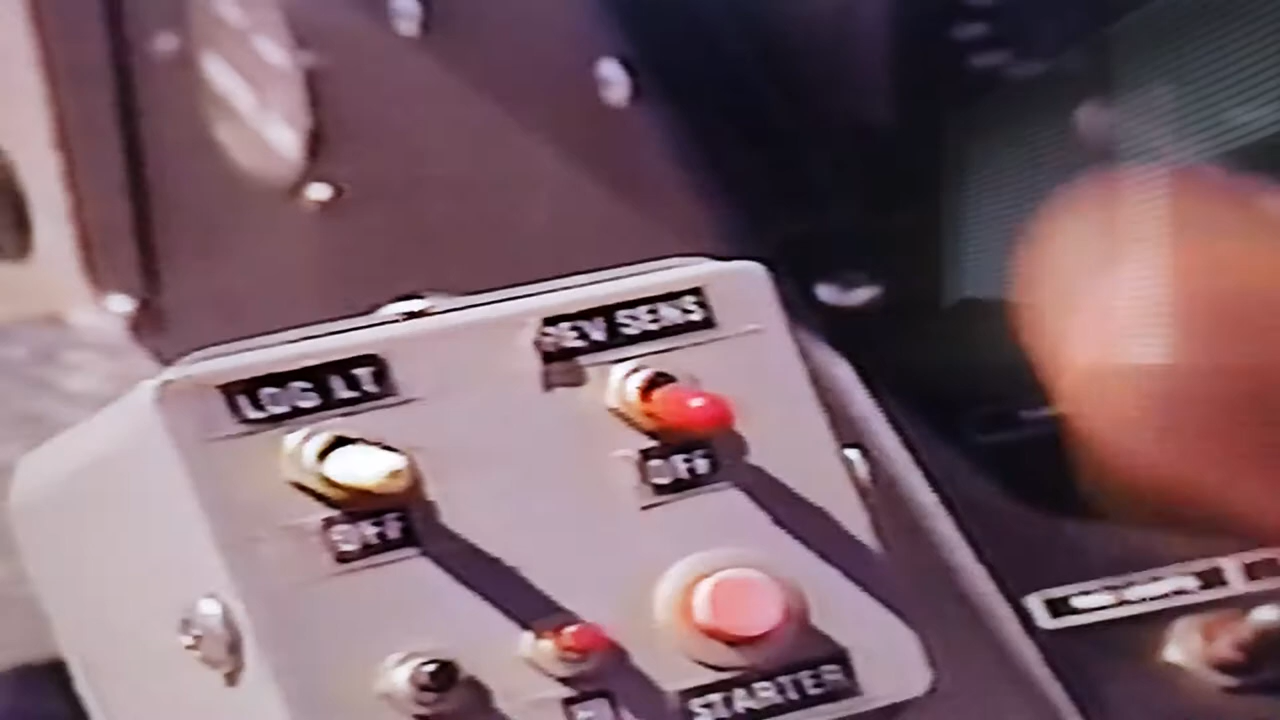 LOG LT
REV SENS
OFF
OFF
STARTER